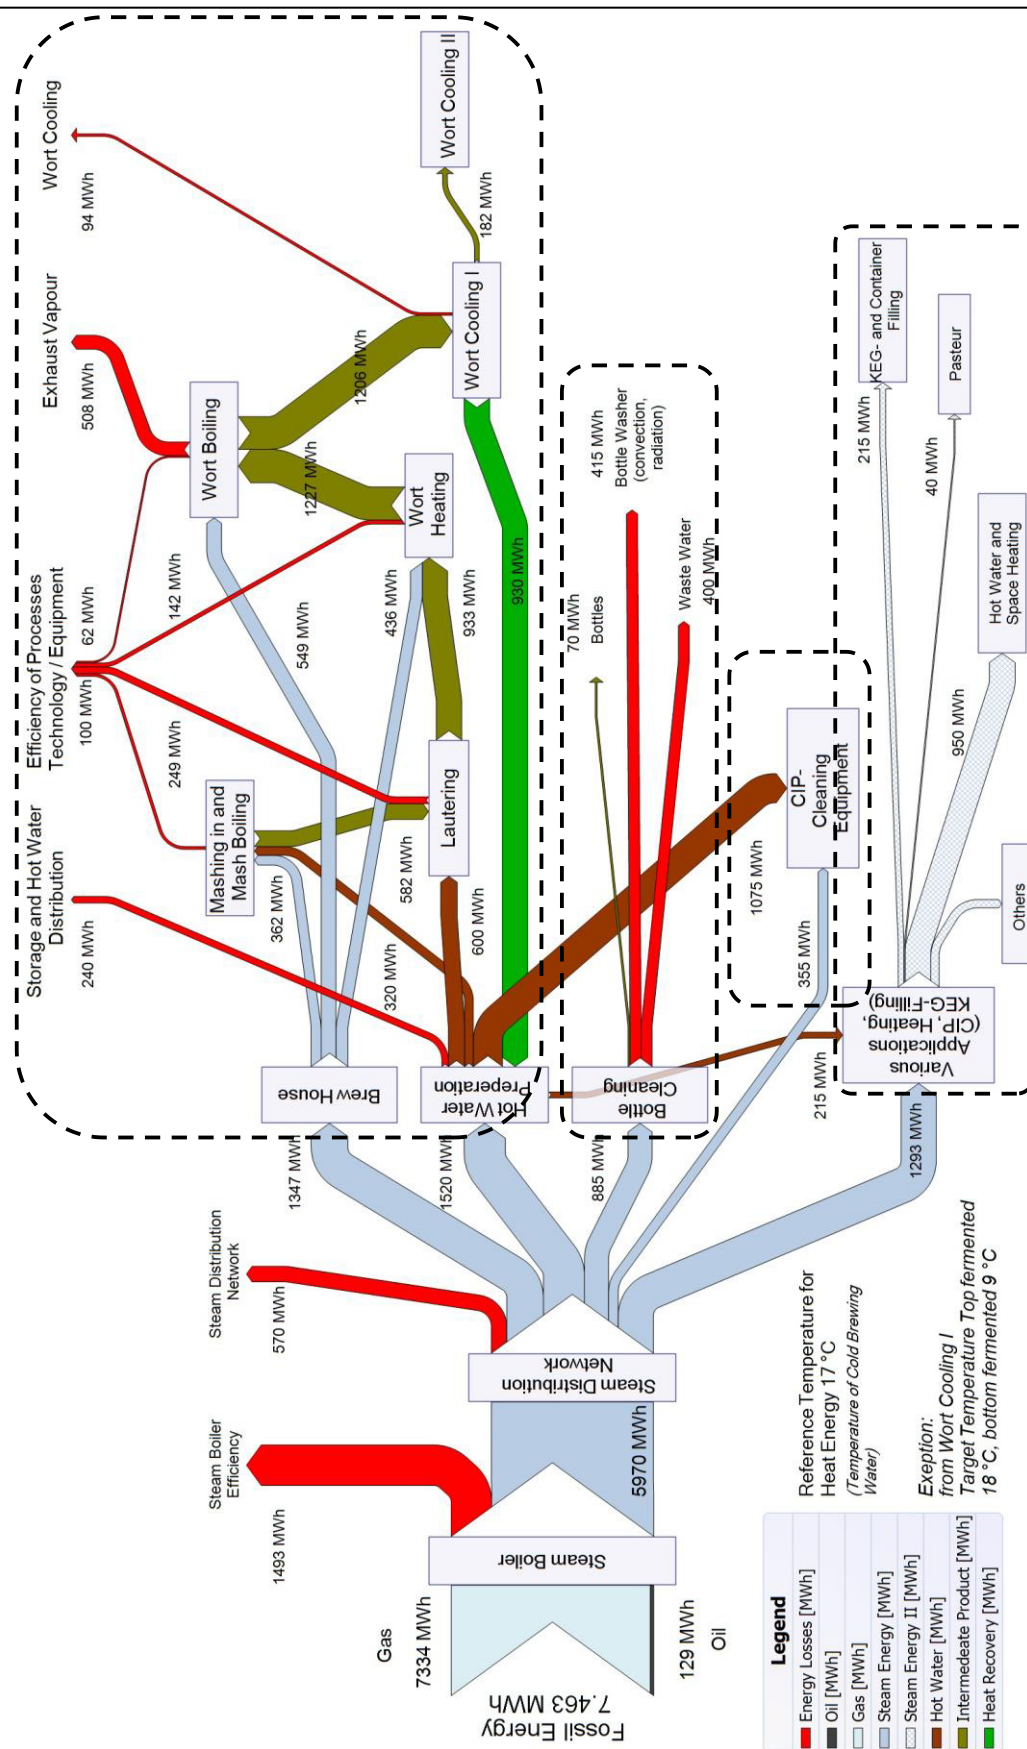 Fossil Energy
7.463 MWh
Gas
7334 MWh
129 MWh
Oil
Steam Boiler
Steam Boiler
Efficiency
1493 MWh
5970 MWh
Steam Distribution
Network
Steam Distribution
Network
570 MWh
1347 MWh
1520 MWh
885 MWh
355 MWh
1293 MWh
Brew House
Hot Water
Preperation
Bottle
Cleaning
215 MWh
Various
Applications
(CIP, Heating,
KEG-Filling)
Storage and Hot Water
Distribution
240 MWh
Efficiency of Processes
Technology / Equipment
100 MWh
62 MWh
249 MWh
142 MWh
Mashing in and
Mash Boiling
362 MWh
320 MWh
582 MWh
600 MWh
Lautering
549 MWh
436 MWh
933 MWh
930 MWh
Wort
Heating
1227 MWh
Wort Boiling
1206 MWh
Exhaust Vapour
508 MWh
Wort Cooling
94 MWh
Wort Cooling I
182 MWh
Wort Cooling II
70 MWh
Bottles
415 MWh
Bottle Washer
(convection,
radiation)
Waste Water
400 MWh
1075 MWh
CIP-
Cleaning
Equipment
215 MWh
KEG- and Container
Filling
40 MWh
Pasteur
950 MWh
Hot Water and
Space Heating
Others
Legend
Energy Losses [MWh]
Oil [MWh]
Gas [MWh]
Steam Energy [MWh]
Steam Energy II [MWh]
Hot Water [MWh]
Intermedeate Product [MWh]
Heat Recovery [MWh]
Reference Temperature for
Heat Energy 17 °C
(Temperature of Cold Brewing
Water)
Exeption:
from Wort Cooling I
Target Temperature Top fermented
18 °C, bottom fermented 9 °C